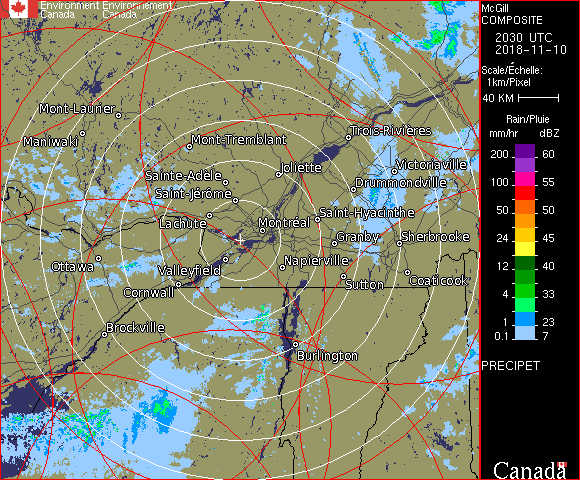 Environment Environnement
Canada Canada
McGill
COMPOSITE
2030 UTC
2018-11-10
Scale/Échelle:
1km/Pixel
40 KM
Rain/Pluie
mm/hr dBZ
200 60
100 55
50 50
24 45
12 40
4 33
1 23
0.1 7
PRECIPET
Canada
Mont-Laurier
Maniwaki
Mont-Tremblant
Trois-Rivières
Sainte-Adèle
Joliette
Victoriaville
Saint-Jérôme
Drummondville
Lachute
Montréal
Saint-Hyacinthe
Granby
Sherbrooke
Ottawa
Valleyfield
Napierville
Cornwall
Sutton
Coaticook
Brockville
Burlington